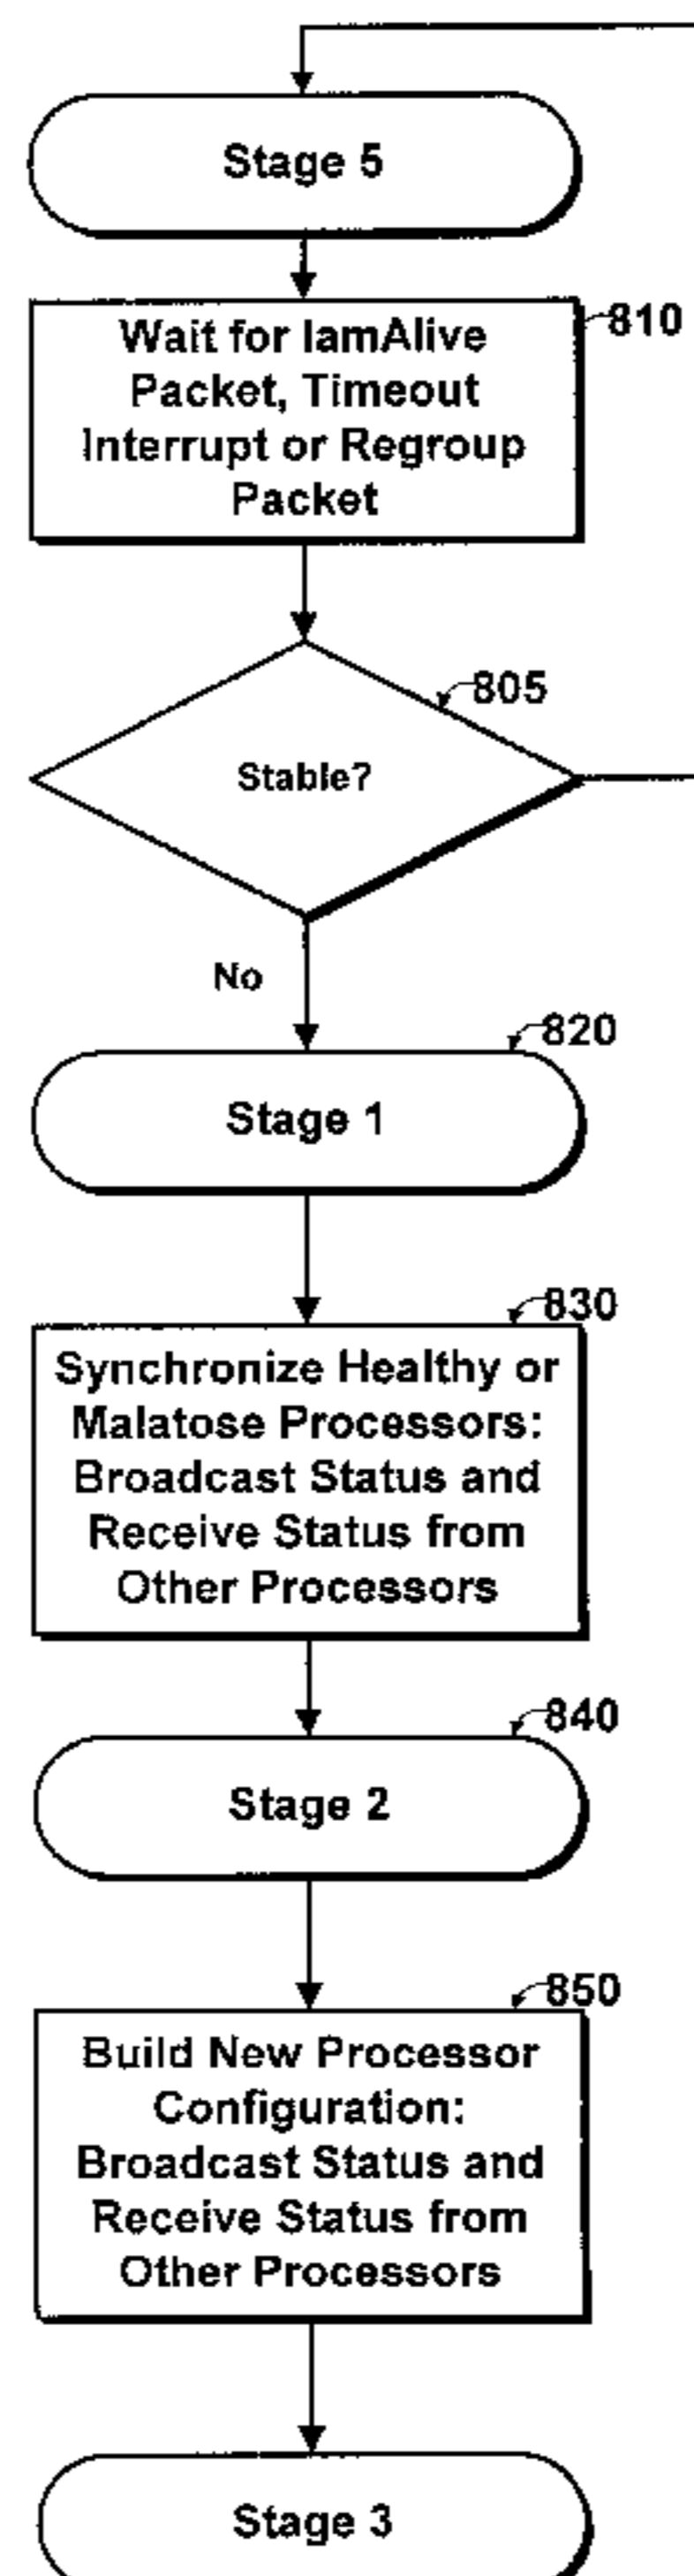 Stage 5
810
Wait for IamAlive
Packet, Timeout
Interrupt or Regroup
Packet
805
Stable?
No
820
Stage 1
830
Synchronize Healthy or
Malatose Processors:
Broadcast Status and
Receive Status from
Other Processors
840
Stage 2
850
Build New Processor
Configuration:
Broadcast Status and
Receive Status from
Other Processors
Stage 3